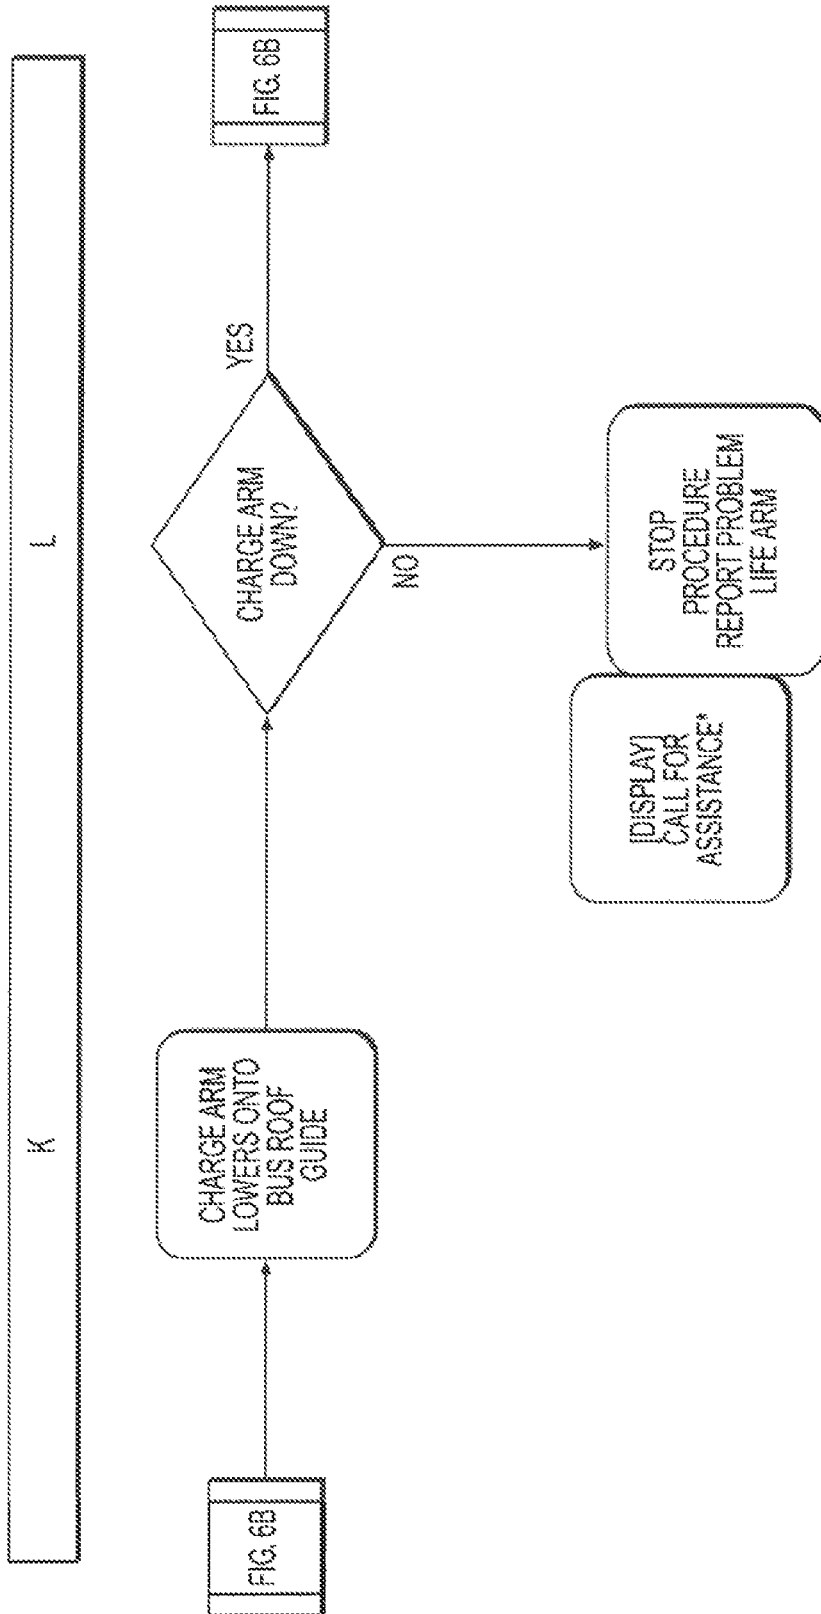 K
L
FIG. 6B
CHARGE ARM
LOWERS ONTO
BUS ROOF
GUIDE
CHARGE ARM
DOWN?
YES
FIG. 6B
NO
[DISPLAY]
CALL FOR
ASSISTANCE*
STOP
PROCEDURE
REPORT PROBLEM
LIFE ARM